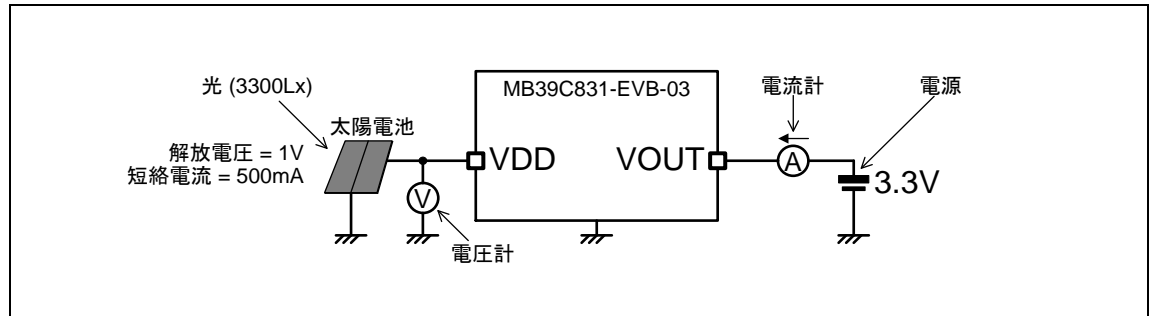 光 (3300Lx)
太陽電池
解放電圧 = 1V
短絡電流 = 500mA
V
電圧計
MB39C831-EVB-03
VDD
VOUT
電流計
A
電源
3.3V